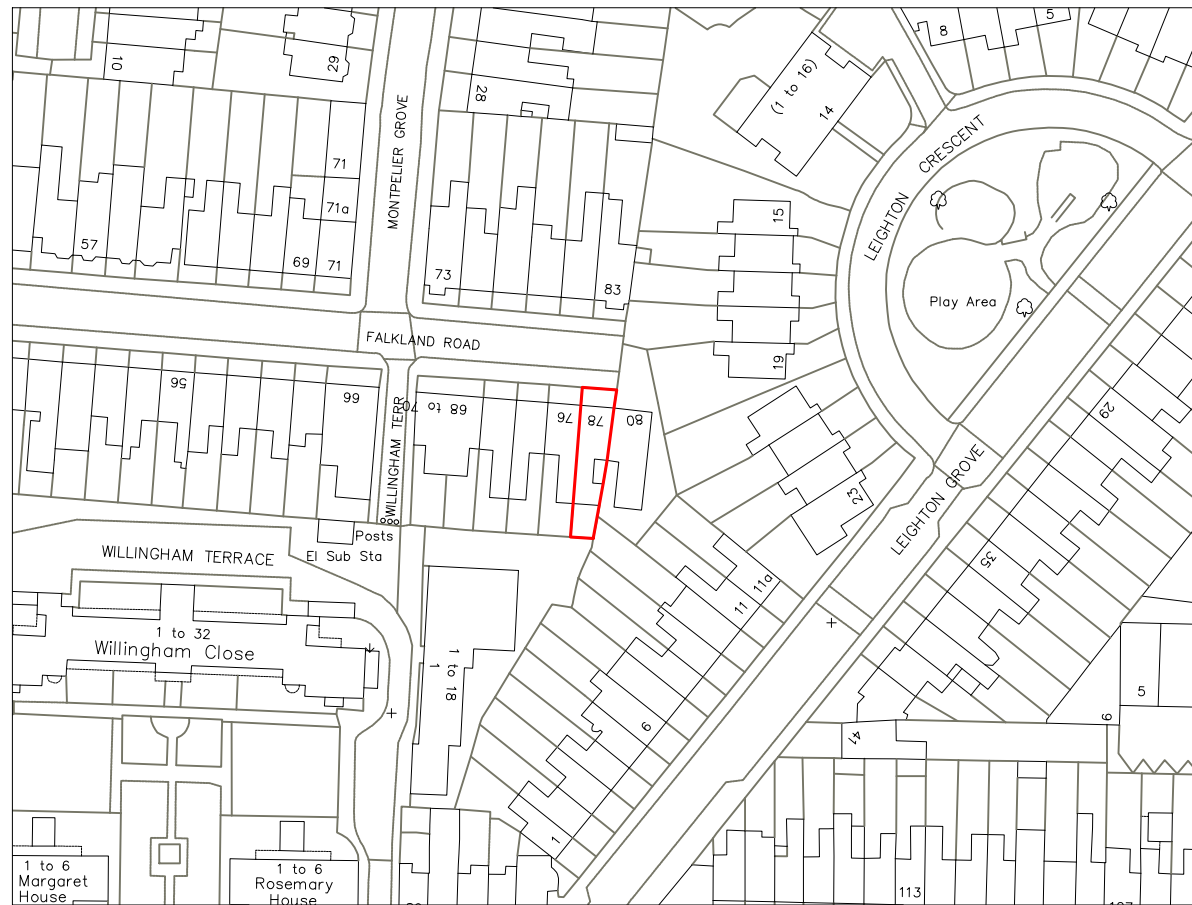 10
29
28
8
5
(1 to 16)
14
MONTPELIER GROVE
LEIGHTON CRESCENT
71
71a
57
69
71
73
83
15
Play Area
FALKLAND ROAD
19
56
66
WILLINGHAM TERR
68 to 70
76
78
80
29
23
LEIGHTON GROVE
Posts
El Sub Sta
WILLINGHAM TERRACE
35
11
11a
1 to 32
Willingham Close
1 to 18
1
5
9
9
41
1
1 to 6
Margaret
House
1 to 6
Rosemary
House
113